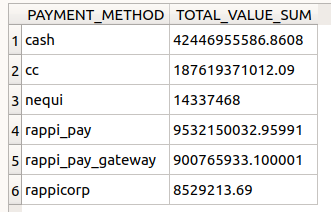 PAYMENT_METHOD TOTAL_VALUE_SUM
1 cash 42446955586.8608
2 cc 187619371012.09
3 nequi 14337468
4 rappi_pay 9532150032.95991
5 rappi_pay_gateway 900765933.100001
6 rappicorp 8529213.69